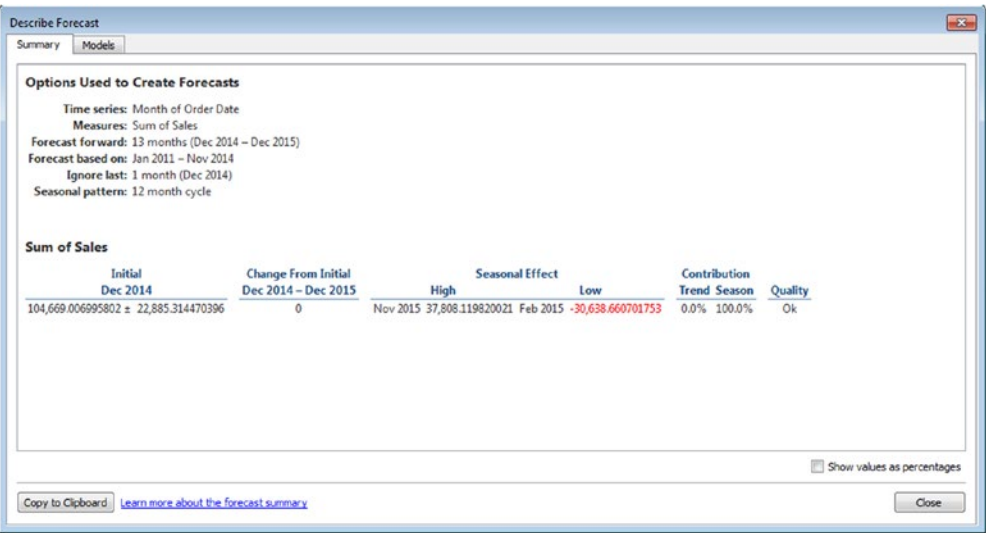 Describe Forecast
Summary Models
Options Used to Create Forecasts
Time series: Month of Order Date
Measures: Sum of Sales
Forecast forward: 13 months (Dec 2014 – Dec 2015)
Forecast based on: Jan 2011 – Nov 2014
Ignore last: 1 month (Dec 2014)
Seasonal pattern: 12 month cycle
Sum of Sales
Initial Change From Initial Seasonal Effect Contribution
Dec 2014 Dec 2014 – Dec 2015 High Low Trend Season Quality
104,669.006995802 ± 22,885.314470396 0 Nov 2015 37,808.119820021 Feb 2015 -30,638.660701753 0.0% 100.0% Ok
Show values as percentages
Copy to Clipboard Learn more about the forecast summary Close